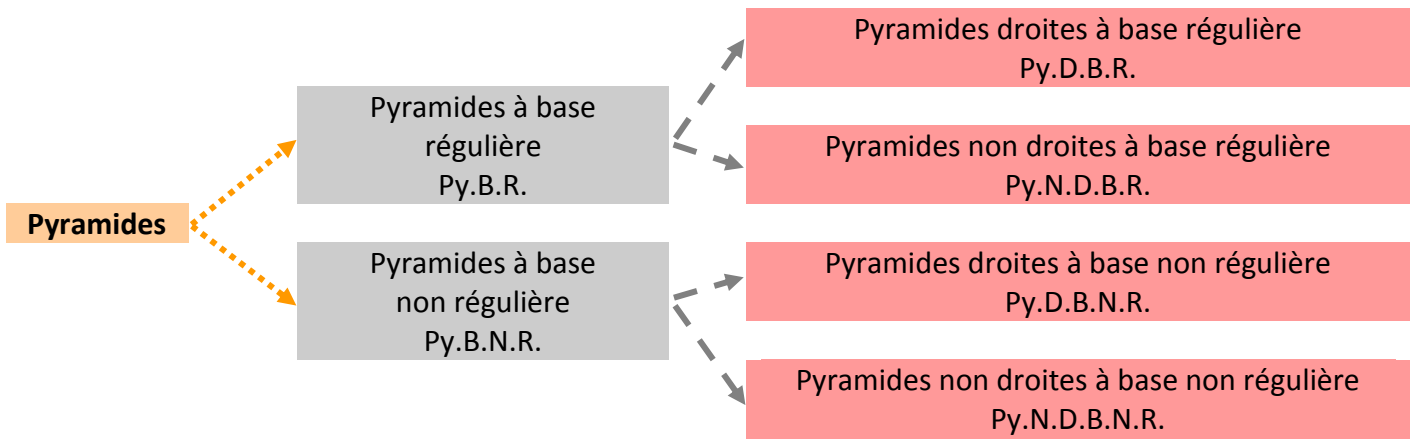 Pyramides
Pyramides à base
régulière
Py.B.R.
Pyramides à base
non régulière
Py.B.N.R.
Pyramides droites à base régulière
Py.D.B.R.
Pyramides non droites à base régulière
Py.N.D.B.R.
Pyramides droites à base non régulière
Py.D.B.N.R.
Pyramides non droites à base non régulière
Py.N.D.B.N.R.